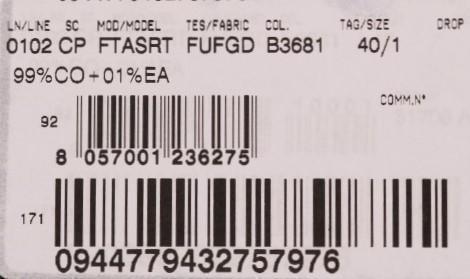 LN/LINE SC MOD/MODEL TES/FABRIC COL. TAG/SIZE DROP
0102 CP FTASRT FUFGD B3681 40/1
99%CO+01%EA
COMM.N°
92
8 057001 236275
171
0944779432757976